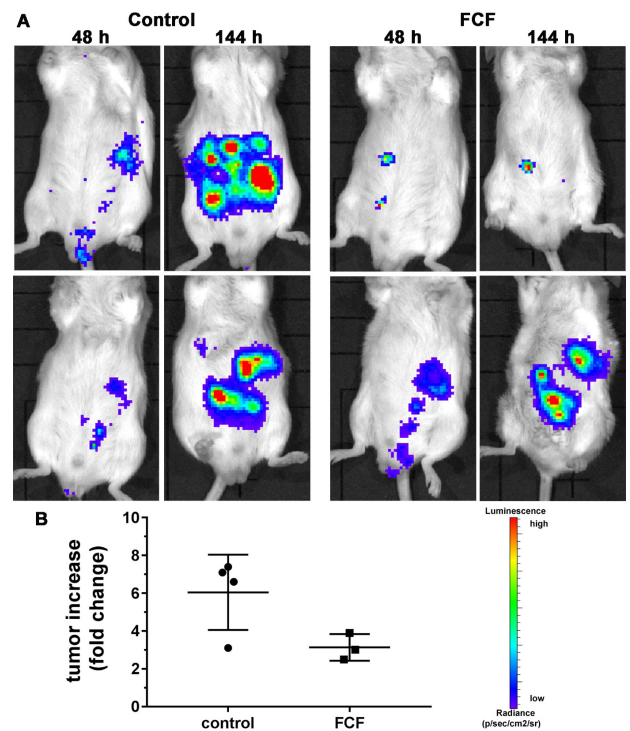 A Control FCF
48 h 144 h 48 h 144 h
B
10
8
6
4
2
0
tumor increase
(fold change)
control FCF
Luminescence
high
low
Radiance
(p/sec/cm2/sr)